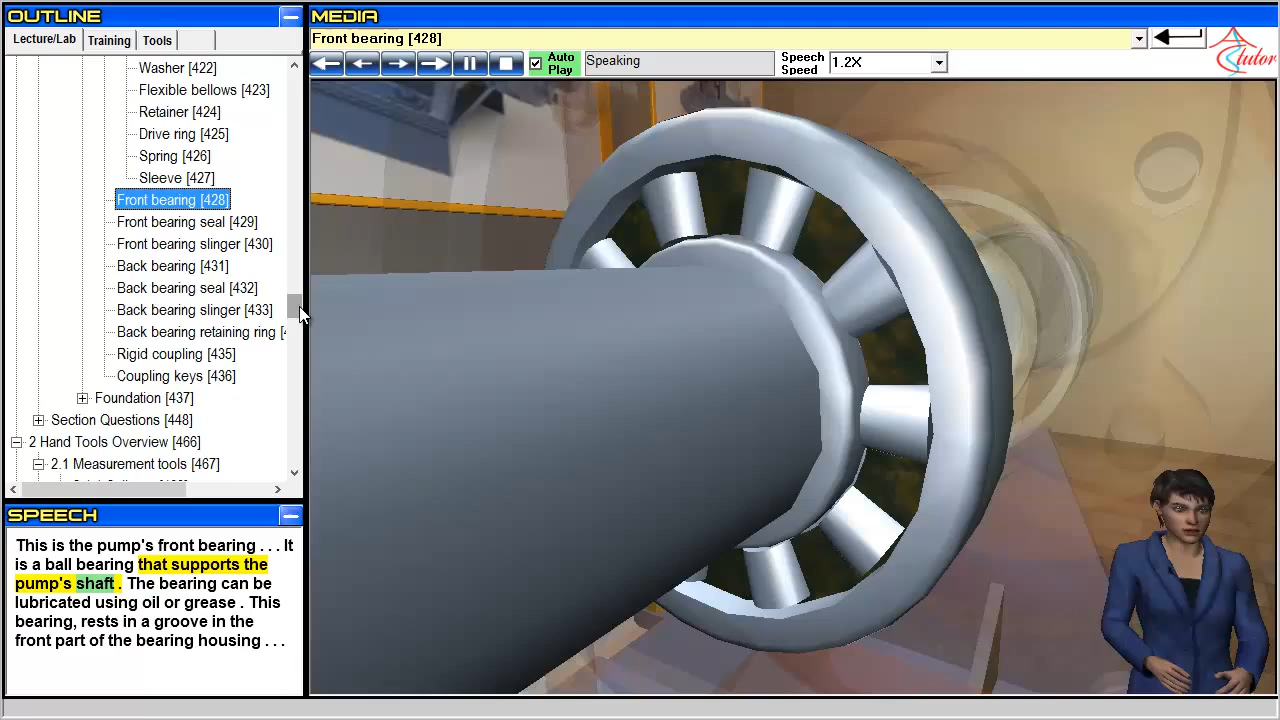 OUTLINE
Lecture/Lab Training Tools
Washer [422]
Flexible bellows [423]
Retainer [424]
Drive ring [425]
Spring [426]
Sleeve [427]
Front bearing [428]
Front bearing seal [429]
Front bearing slinger [430]
Back bearing [431]
Back bearing seal [432]
Back bearing slinger [433]
Back bearing retaining ring [
Rigid coupling [435]
Coupling keys [436]
Foundation [437]
Section Questions [448]
2 Hand Tools Overview [466]
2.1 Measurement tools [467]
SPEECH
This is the pump's front bearing . . . It
is a ball bearing that supports the
pump's shaft . The bearing can be
lubricated using oil or grease . This
bearing, rests in a groove in the
front part of the bearing housing . . .
MEDIA
Front bearing [428]
Auto
Play
Speaking
Speech
Speed
1.2X
tutor